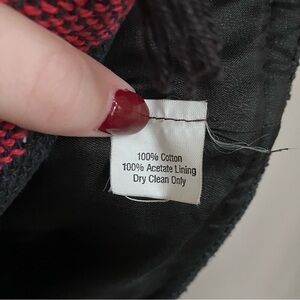 100% Cotton
100% Acetate Lining
Dry Clean Only